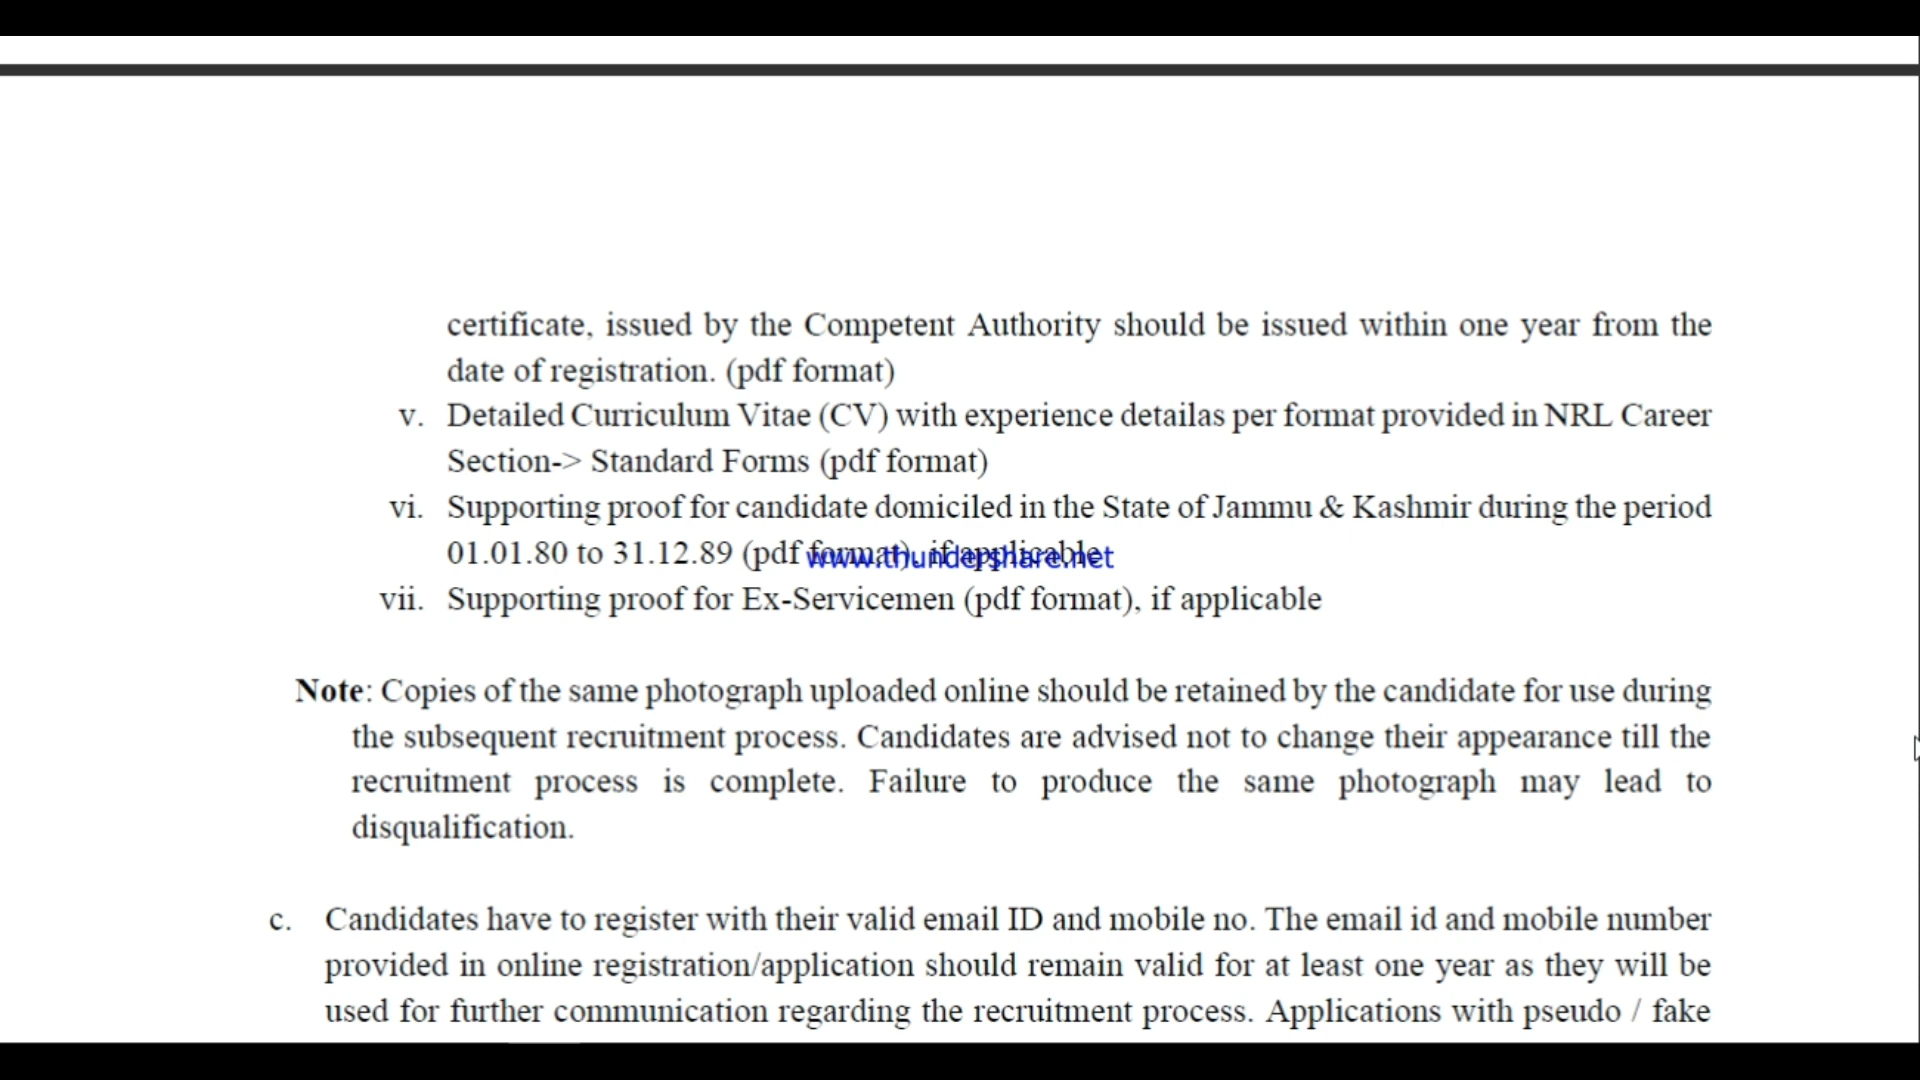 certificate, issued by the Competent Authority should be issued within one year from the
date of registration. (pdf format)
v. Detailed Curriculum Vitae (CV) with experience detailas per format provided in NRL Career
Section-> Standard Forms (pdf format)
vi. Supporting proof for candidate domiciled in the State of Jammu & Kashmir during the period
01.01.80 to 31.12.89 (pdf format), if applicable
www.thundershare.net
vii. Supporting proof for Ex-Servicemen (pdf format), if applicable
Note: Copies of the same photograph uploaded online should be retained by the candidate for use during
the subsequent recruitment process. Candidates are advised not to change their appearance till the
recruitment process is complete. Failure to produce the same photograph may lead to
disqualification.
c. Candidates have to register with their valid email ID and mobile no. The email id and mobile number
provided in online registration/application should remain valid for at least one year as they will be
used for further communication regarding the recruitment process. Applications with pseudo / fake